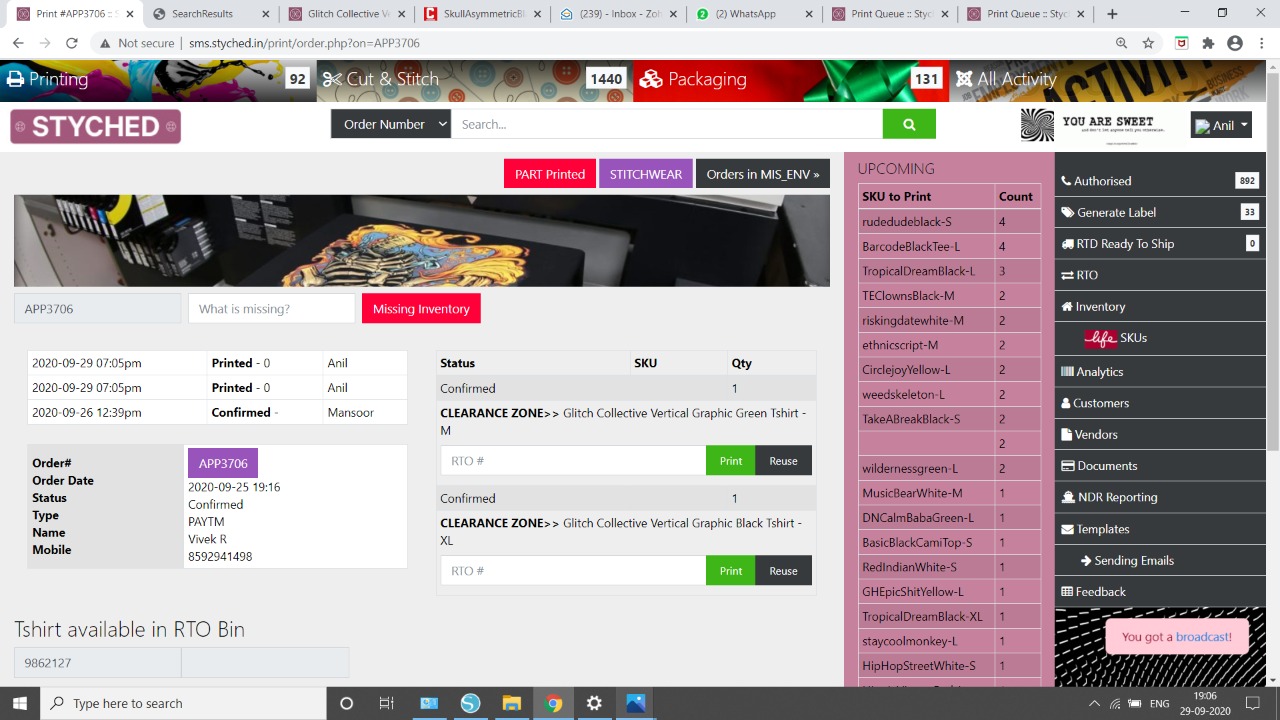 Print #APP3706 :: S
SearchResults
Glitch Collective Ve
SkullAsymmetricBl
(239) - Inbox - Zoh
(2) WhatsApp
Print Queue :: Styc
Print Queue :: Styc
Not secure | sms.styched.in/print/order.php?on=APP3706
Printing 92
Cut & Stitch 1440
Packaging 131
All Activity
STYCHED
Order Number
Search...
YOU ARE SWEET
and don't let anyone tell you otherwise.
Anil
PART Printed
STITCHWEAR
Orders in MIS_ENV »
APP3706
What is missing?
Missing Inventory
2020-09-29 07:05pm Printed - 0 Anil
2020-09-29 07:05pm Printed - 0 Anil
2020-09-26 12:39pm Confirmed - Mansoor
Order# APP3706
Order Date 2020-09-25 19:16
Status Confirmed
Type PAYTM
Name Vivek R
Mobile 8592941498
Status SKU Qty
Confirmed 1
CLEARANCE ZONE>> Glitch Collective Vertical Graphic Green Tshirt -
M
RTO # Print Reuse
Confirmed 1
CLEARANCE ZONE>> Glitch Collective Vertical Graphic Black Tshirt -
XL
RTO # Print Reuse
Tshirt available in RTO Bin
9862127
UPCOMING
SKU to Print Count
rudedudeblack-S 4
BarcodeBlackTee-L 4
TropicalDreamBlack-L 3
TEClownsBlack-M 2
riskingdatewhite-M 2
ethnicscript-M 2
CirclejoyYellow-L 2
weedskeleton-L 2
TakeABreakBlack-S 2
2
wildernessgreen-L 2
MusicBearWhite-M 1
DNCalmBabaGreen-L 1
BasicBlackCamiTop-S 1
RedIndianWhite-S 1
GHEpicShitYellow-L 1
TropicalDreamBlack-XL 1
staycoolmonkey-L 1
HipHopStreetWhite-S 1
Authorised 892
Generate Label 33
RTD Ready To Ship 0
RTO
Inventory
life SKUs
Analytics
Customers
Vendors
Documents
NDR Reporting
Templates
Sending Emails
Feedback
You got a broadcast!
Type here to search
ENG
19:06
29-09-2020